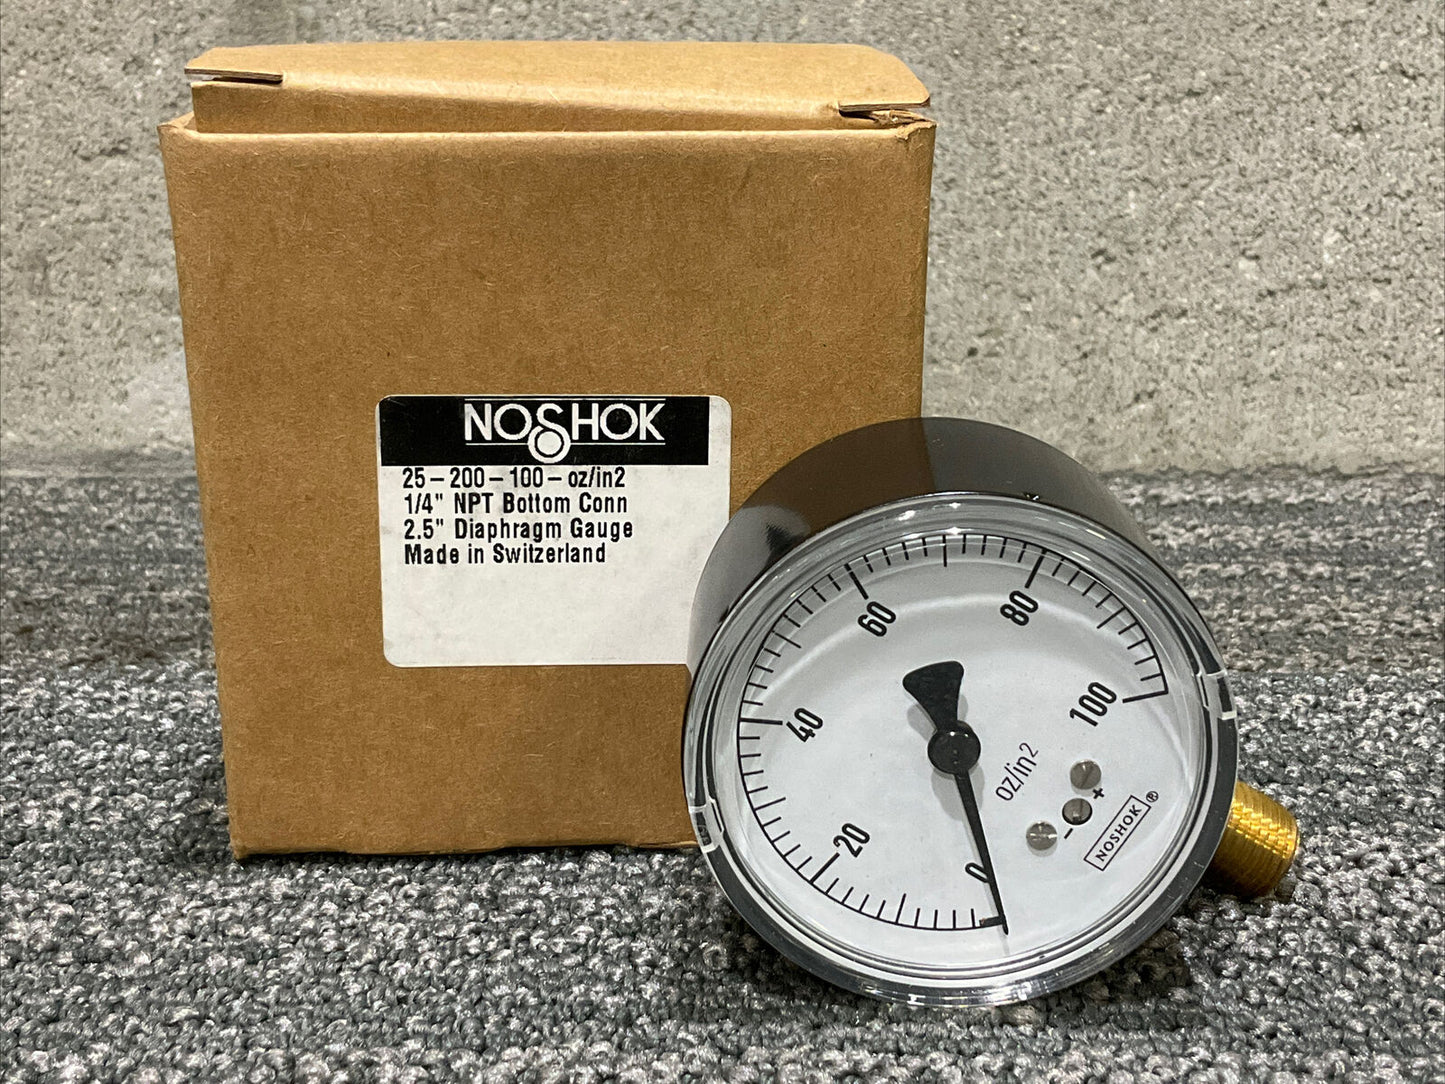 NOSHOK
25-200-100-oz/in2
1/4" NPT Bottom Conn
2.5" Diaphragm Gauge
Made in Switzerland
0
20
40
60
80
100
oz/in2
- +
NOSHOK ®